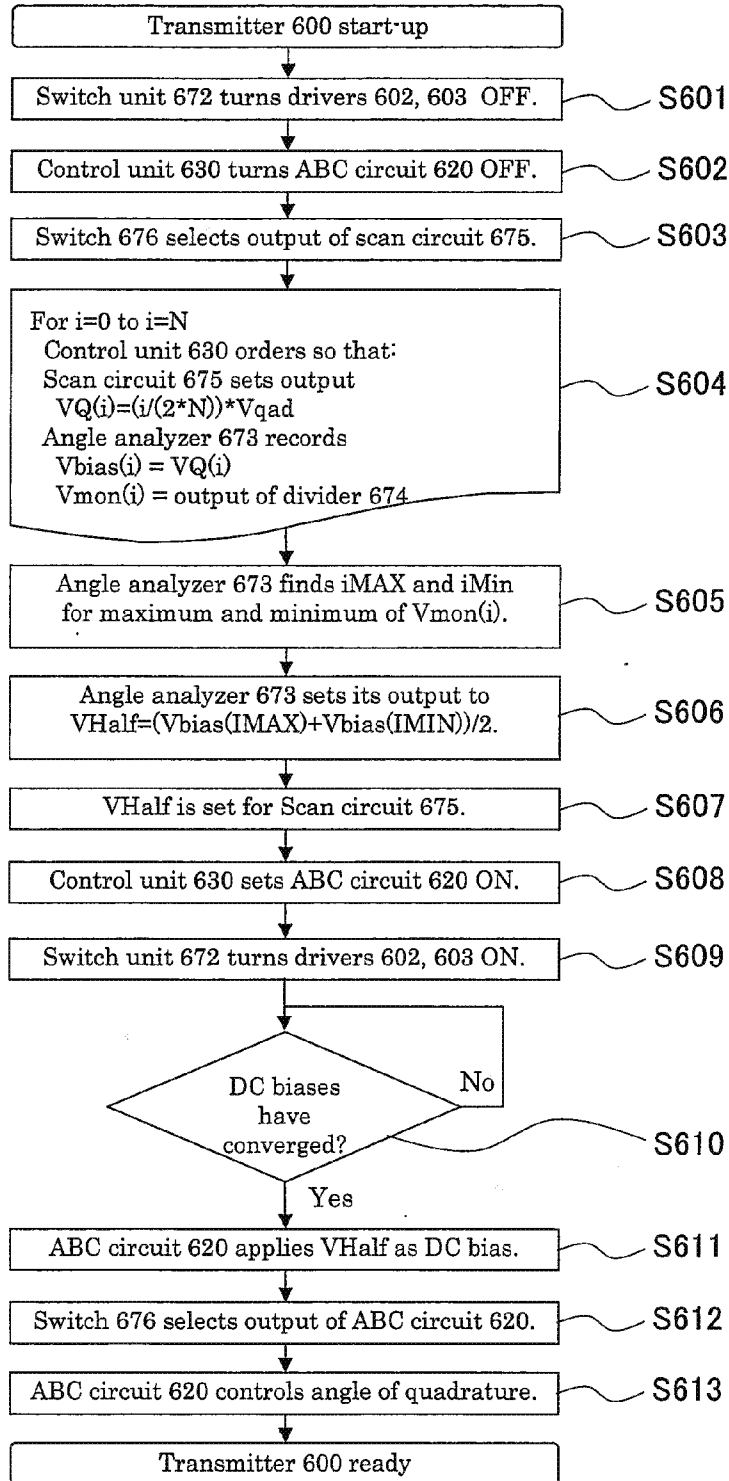 Transmitter 600 start-up
Switch unit 672 turns drivers 602, 603 OFF.
S601
Control unit 630 turns ABC circuit 620 OFF.
S602
Switch 676 selects output of scan circuit 675.
S603
For i=0 to i=N
Control unit 630 orders so that:
Scan circuit 675 sets output
VQ(i)=(i/(2*N))*Vqad
Angle analyzer 673 records
Vbias(i) = VQ(i)
Vmon(i) = output of divider 674
S604
Angle analyzer 673 finds iMAX and iMin
for maximum and minimum of Vmon(i).
S605
Angle analyzer 673 sets its output to
VHalf=(Vbias(IMAX)+Vbias(IMIN))/2.
S606
VHalf is set for Scan circuit 675.
S607
Control unit 630 sets ABC circuit 620 ON.
S608
Switch unit 672 turns drivers 602, 603 ON.
S609
DC biases
have
converged?
No
S610
Yes
ABC circuit 620 applies VHalf as DC bias.
S611
Switch 676 selects output of ABC circuit 620.
S612
ABC circuit 620 controls angle of quadrature.
S613
Transmitter 600 ready